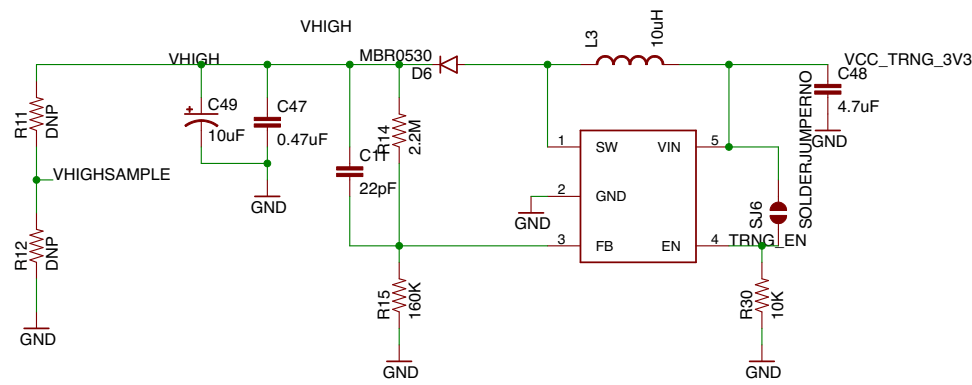 VHIGH
VHIGH
MBR0530
D6
L3
10uH
VCC_TRNG_3V3
C48
4.7uF
GND
R11
DNP
C49
10uF
C47
0.47uF
GND
R14
2.2M
C11
22pF
1
SW
VIN
5
2
GND
GND
3
FB
EN
4
TRNG_EN
SJ6
SOLDERJUMPERNO
VHIGHSAMPLE
R12
DNP
GND
R15
160K
GND
R30
10K
GND